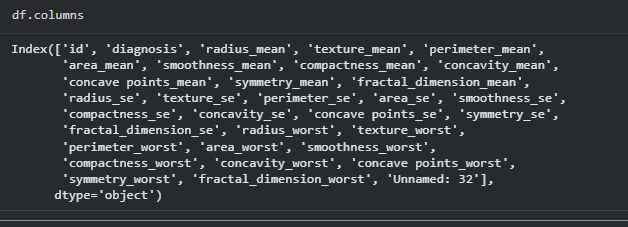 df.columns
Index(['id', 'diagnosis', 'radius_mean', 'texture_mean', 'perimeter_mean',
'area_mean', 'smoothness_mean', 'compactness_mean', 'concavity_mean',
'concave points_mean', 'symmetry_mean', 'fractal_dimension_mean',
'radius_se', 'texture_se', 'perimeter_se', 'area_se', 'smoothness_se',
'compactness_se', 'concavity_se', 'concave points_se', 'symmetry_se',
'fractal_dimension_se', 'radius_worst', 'texture_worst',
'perimeter_worst', 'area_worst', 'smoothness_worst',
'compactness_worst', 'concavity_worst', 'concave points_worst',
'symmetry_worst', 'fractal_dimension_worst', 'Unnamed: 32'],
dtype='object')